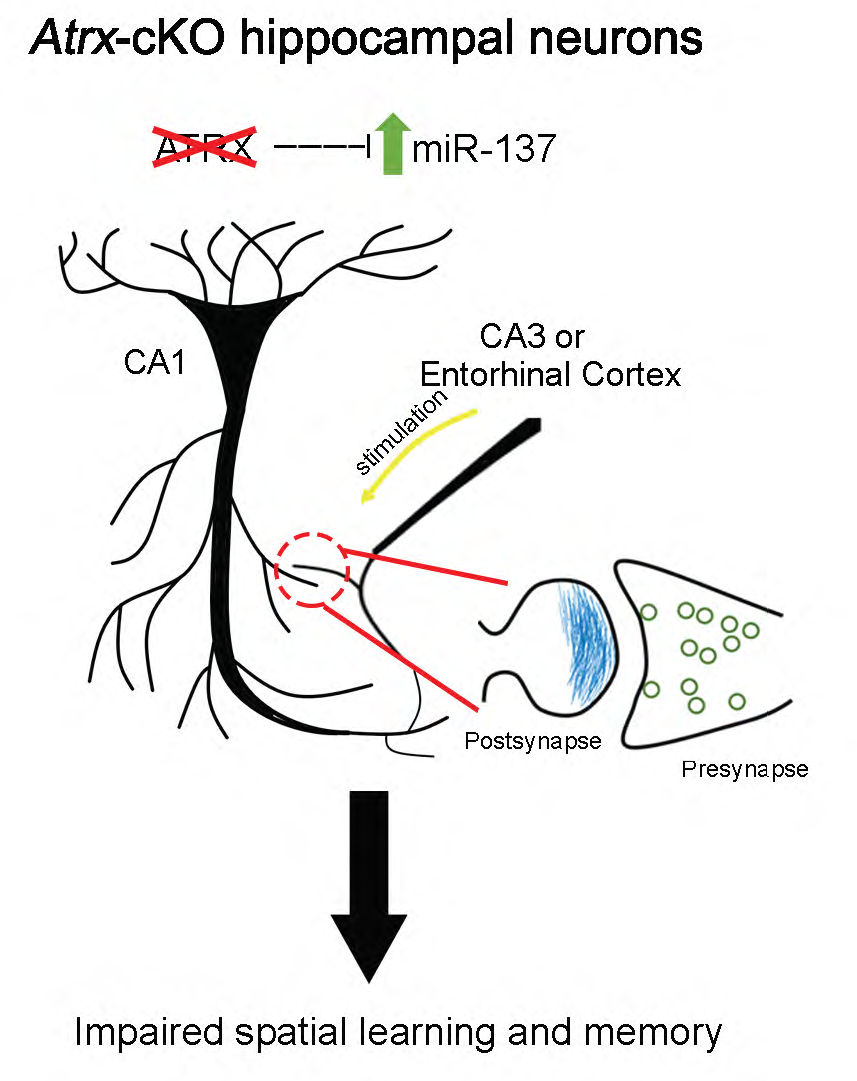 Atrx-cKO hippocampal neurons
ATRX
miR-137
CA1
CA3 or
Entorhinal Cortex
stimulation
Postsynapse
Presynapse
Impaired spatial learning and memory